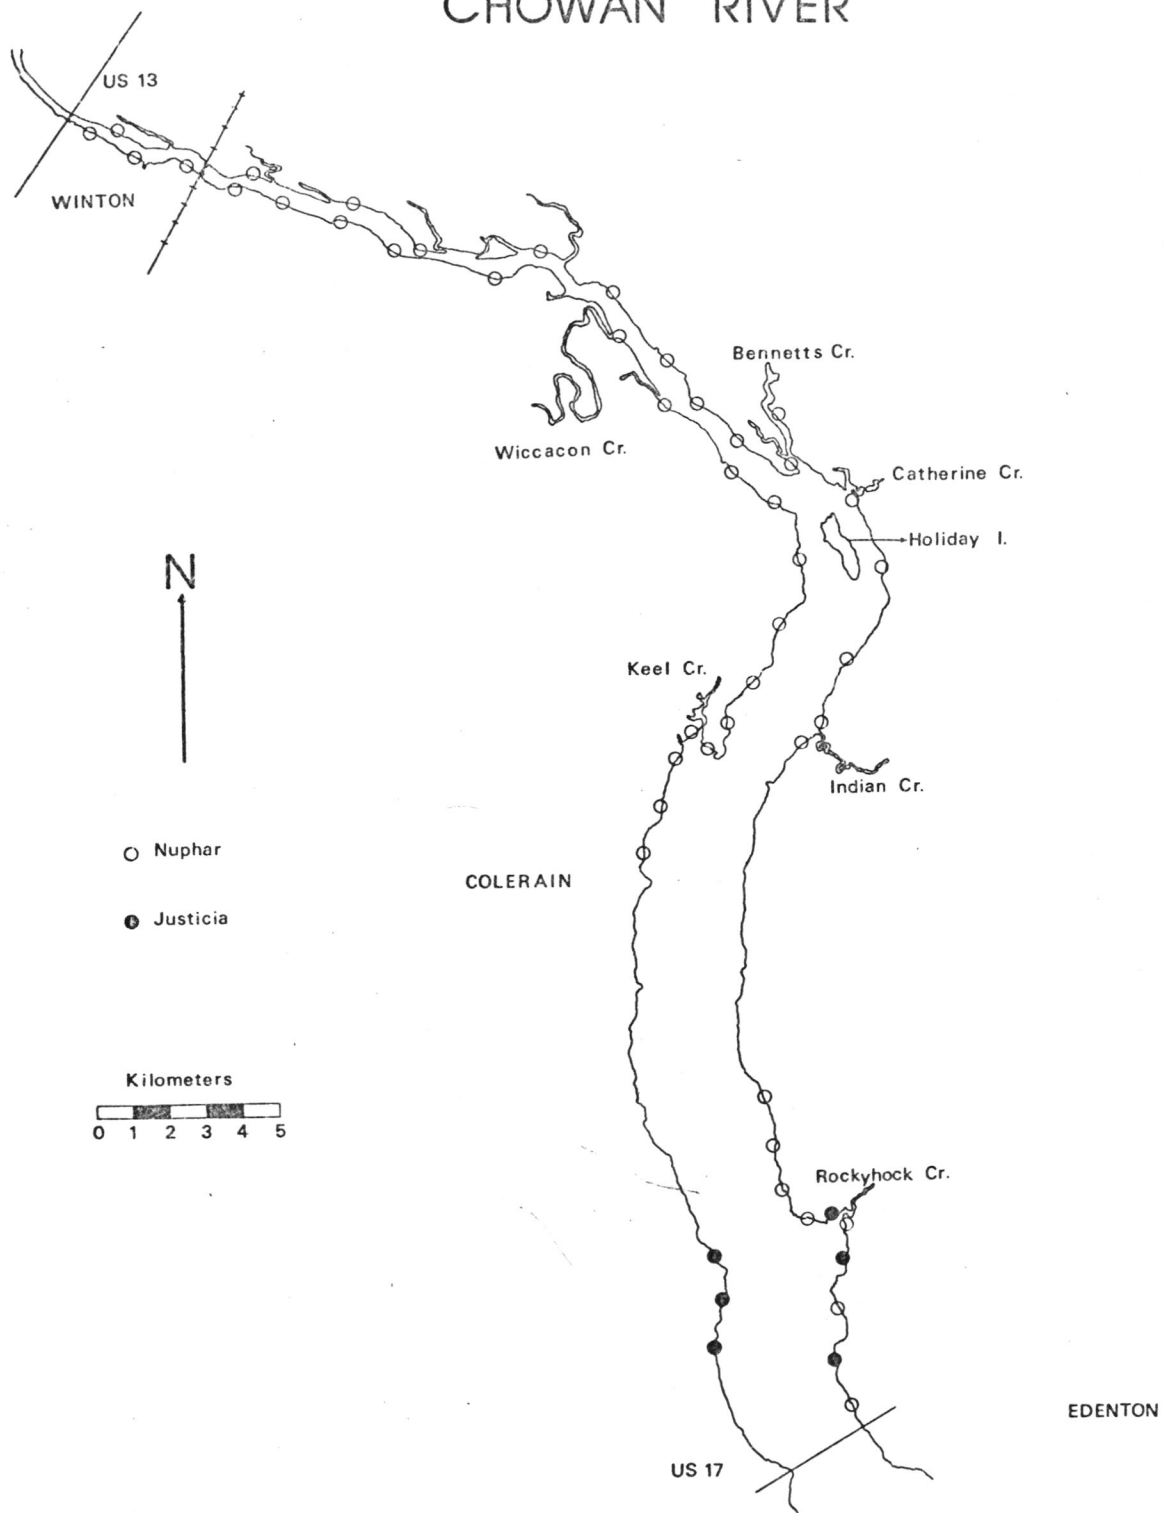 CHOWAN RIVER
US 13
WINTON
Bennetts Cr.
Wiccacon Cr.
Catherine Cr.
Holiday I.
N
Keel Cr.
Indian Cr.
Nuphar
COLERAIN
Justicia
Kilometers
0 1 2 3 4 5
Rockyhock Cr.
EDENTON
US 17